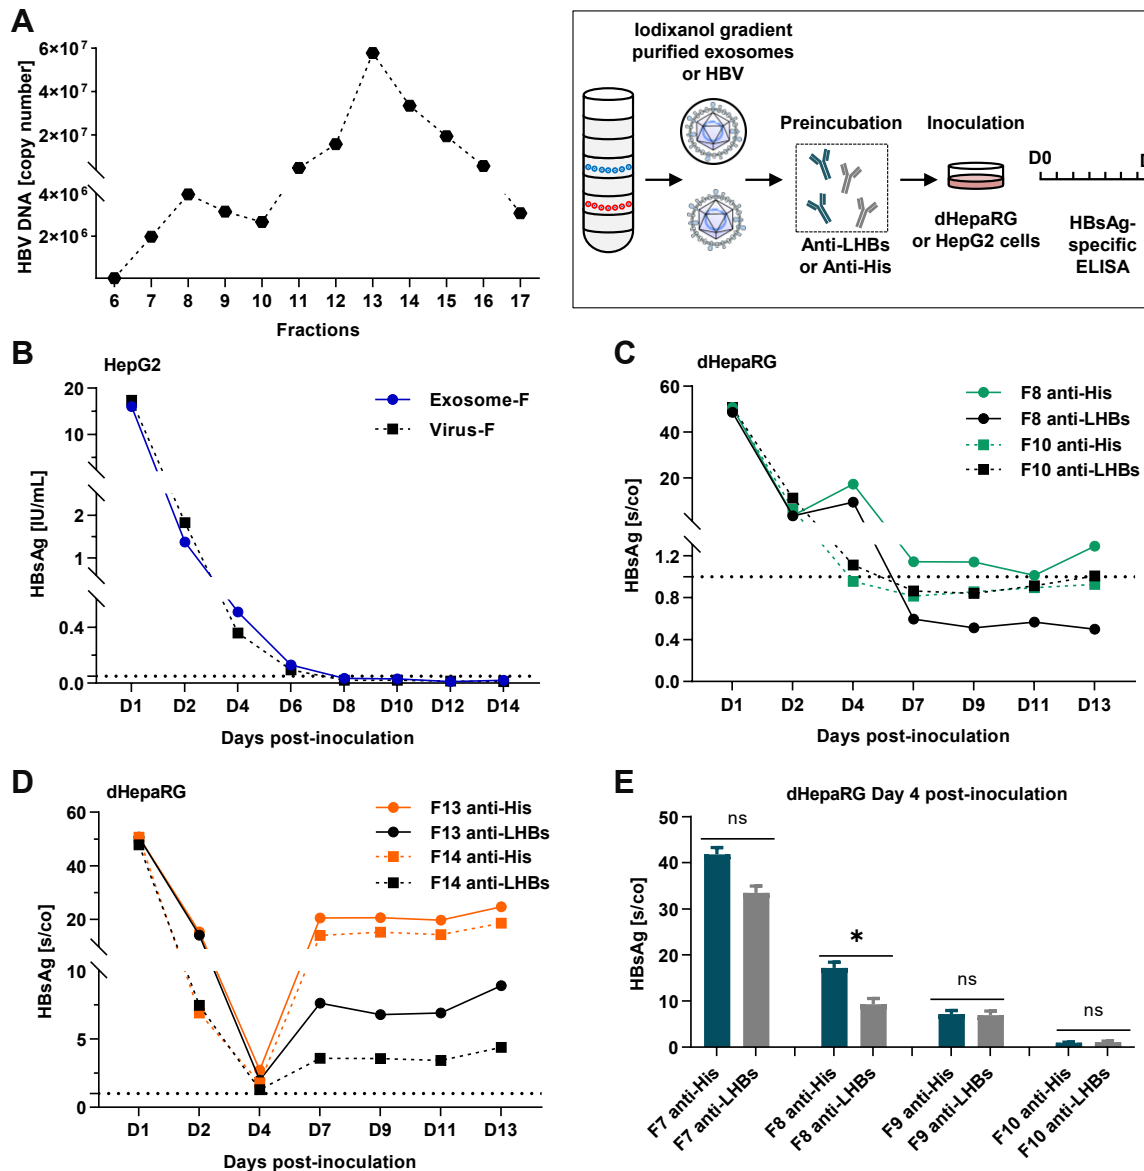 A
HBV DNA [copy number]
6×10⁷
4×10⁷
2×10⁷
4×10⁶
2×10⁶
6 7 8 9 10 11 12 13 14 15 16 17
Fractions
Iodixanol gradient
purified exosomes
or HBV
Preincubation
Inoculation
Anti-LHBs
or Anti-His
dHepaRG
or HepG2 cells
D0
HBsAg-
specific
ELISA
B
HepG2
HBsAg [IU/mL]
20
15
2
1
0.4
0.0
Exosome-F
Virus-F
D1 D2 D4 D6 D8 D10 D12 D14
Days post-inoculation
C
dHepaRG
HBsAg [s/co]
60
40
20
1.2
0.8
0.4
0.0
F8 anti-His
F8 anti-LHBs
F10 anti-His
F10 anti-LHBs
D1 D2 D4 D7 D9 D11 D13
Days post-inoculation
D
dHepaRG
HBsAg [s/co]
60
40
20
10
5
0
F13 anti-His
F13 anti-LHBs
F14 anti-His
F14 anti-LHBs
D1 D2 D4 D7 D9 D11 D13
Days post-inoculation
E
dHepaRG Day 4 post-inoculation
HBsAg [s/co]
50
40
30
20
10
0
ns
*
ns
ns
F7 anti-His
F7 anti-LHBs
F8 anti-His
F8 anti-LHBs
F9 anti-His
F9 anti-LHBs
F10 anti-His
F10 anti-LHBs